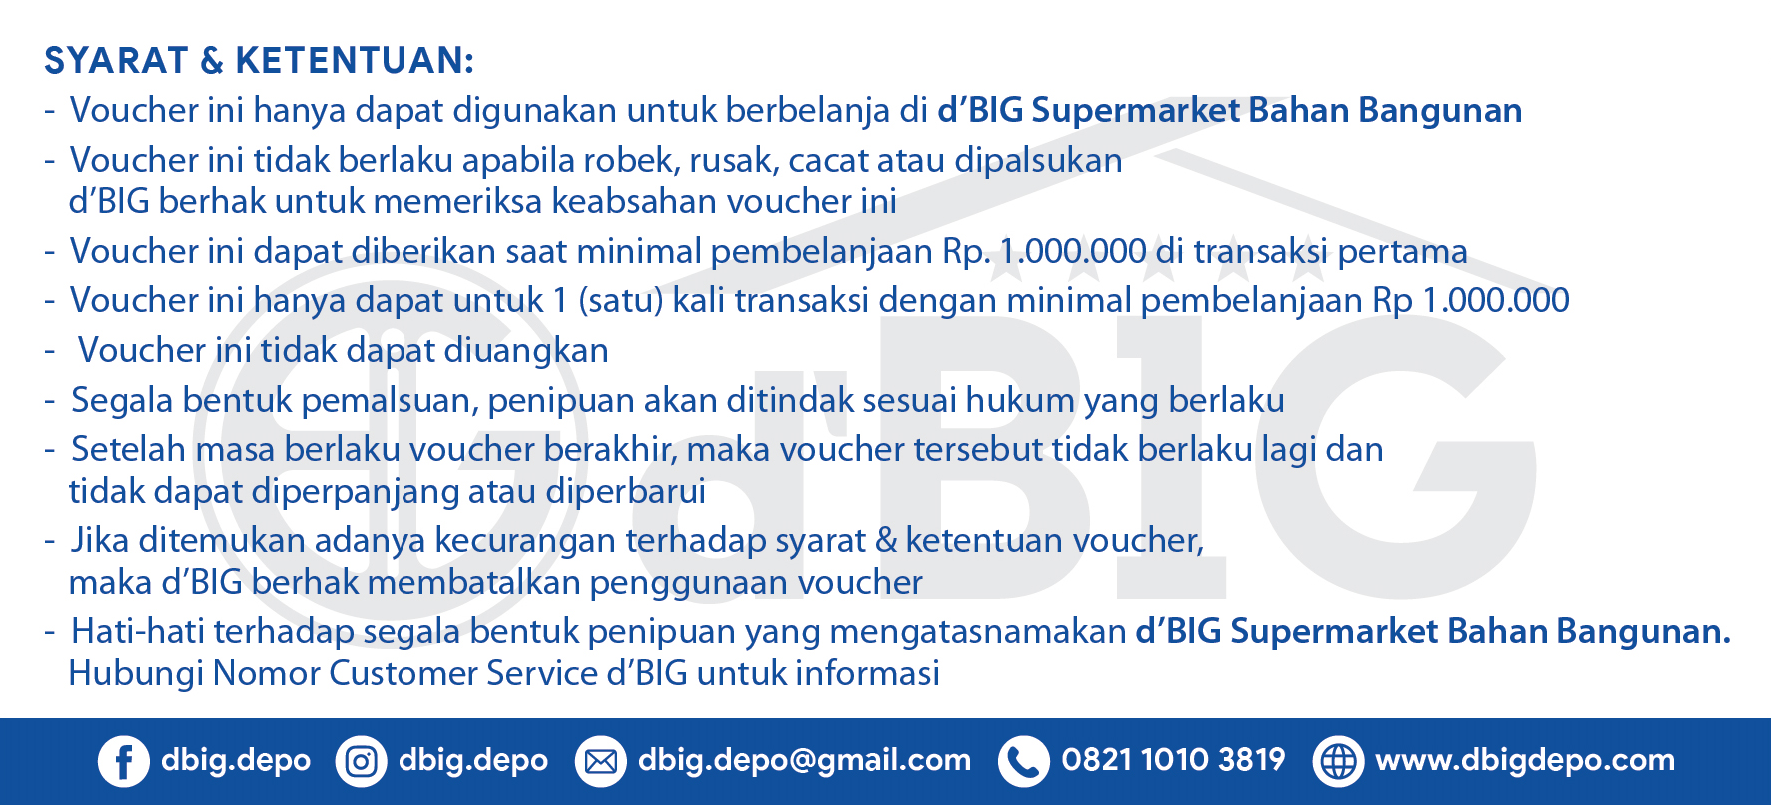 SYARAT & KETENTUAN:
- Voucher ini hanya dapat digunakan untuk berbelanja di d'BIG Supermarket Bahan Bangunan
- Voucher ini tidak berlaku apabila robek, rusak, cacat atau dipalsukan
d'BIG berhak untuk memeriksa keabsahan voucher ini
- Voucher ini dapat diberikan saat minimal pembelanjaan Rp. 1.000.000 di transaksi pertama
- Voucher ini hanya dapat untuk 1 (satu) kali transaksi dengan minimal pembelanjaan Rp 1.000.000
- Voucher ini tidak dapat diuangkan
- Segala bentuk pemalsuan, penipuan akan ditindak sesuai hukum yang berlaku
- Setelah masa berlaku voucher berakhir, maka voucher tersebut tidak berlaku lagi dan
tidak dapat diperpanjang atau diperbarui
- Jika ditemukan adanya kecurangan terhadap syarat & ketentuan voucher,
maka d'BIG berhak membatalkan penggunaan voucher
- Hati-hati terhadap segala bentuk penipuan yang mengatasnamakan d'BIG Supermarket Bahan Bangunan.
Hubungi Nomor Customer Service d'BIG untuk informasi
d'BIG
dbig.depo dbig.depo dbig.depo@gmail.com 0821 1010 3819 www.dbigdepo.com